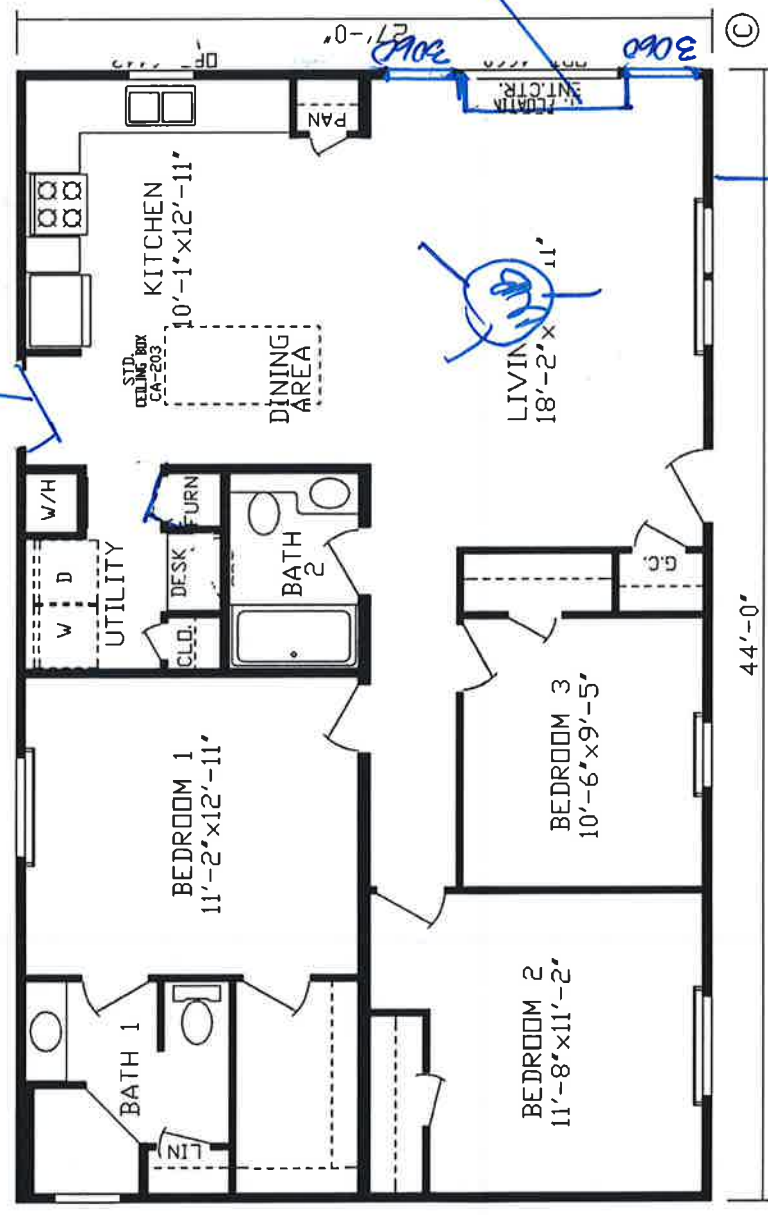 27'-0"
©
3060
3060
ENT.CTR.
PAN
KITCHEN
10'-1"x12'-11"
STD.
CEILING BOX
CA-203
DINING
AREA
18'-2"x
11"
W/H
FURN
D
W
UTILITY
DESK
CLO.
BATH
2
G.C.
44'-0"
BEDROOM 1
11'-2"x12'-11"
BEDROOM 3
10'-6"x9'-5"
BATH 1
LIN
BEDROOM 2
11'-8"x11'-2"